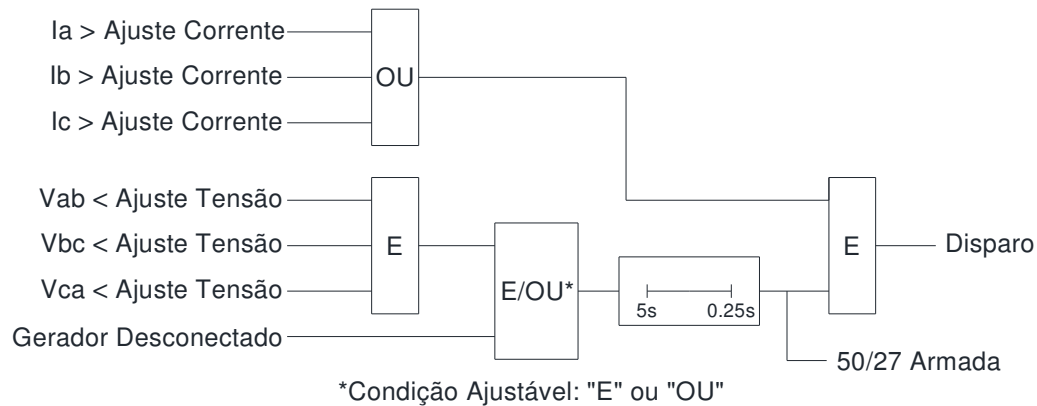 Ia > Ajuste Corrente
Ib > Ajuste Corrente
Ic > Ajuste Corrente
OU
Vab < Ajuste Tensão
Vbc < Ajuste Tensão
Vca < Ajuste Tensão
E
Gerador Desconectado
E/OU*
5s
0.25s
E
Disparo
50/27 Armada
*Condição Ajustável: "E" ou "OU"